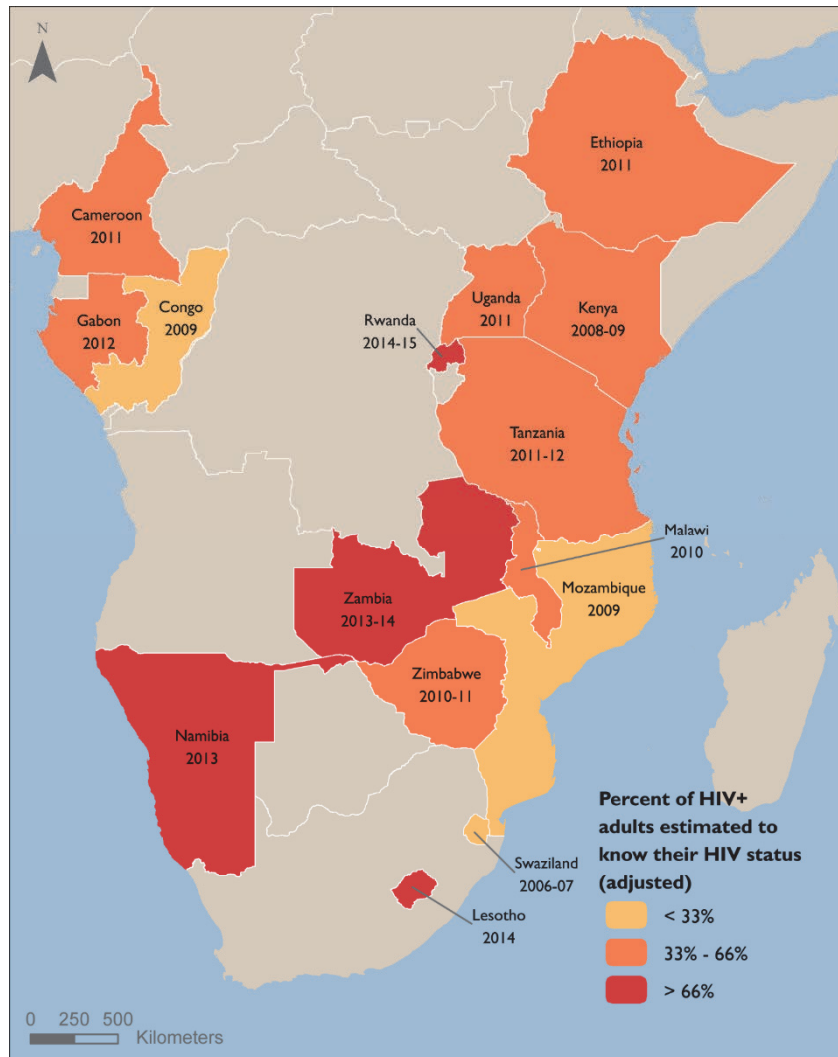 N
Ethiopia
2011
Cameroon
2011
Congo
2009
Gabon
2012
Uganda
2011
Kenya
2008-09
Rwanda
2014-15
Tanzania
2011-12
Malawi
2010
Mozambique
2009
Zambia
2013-14
Zimbabwe
2010-11
Namibia
2013
Swaziland
2006-07
Lesotho
2014
Percent of HIV+
adults estimated to
know their HIV status
(adjusted)
< 33%
33% - 66%
> 66%
0 250 500
Kilometers